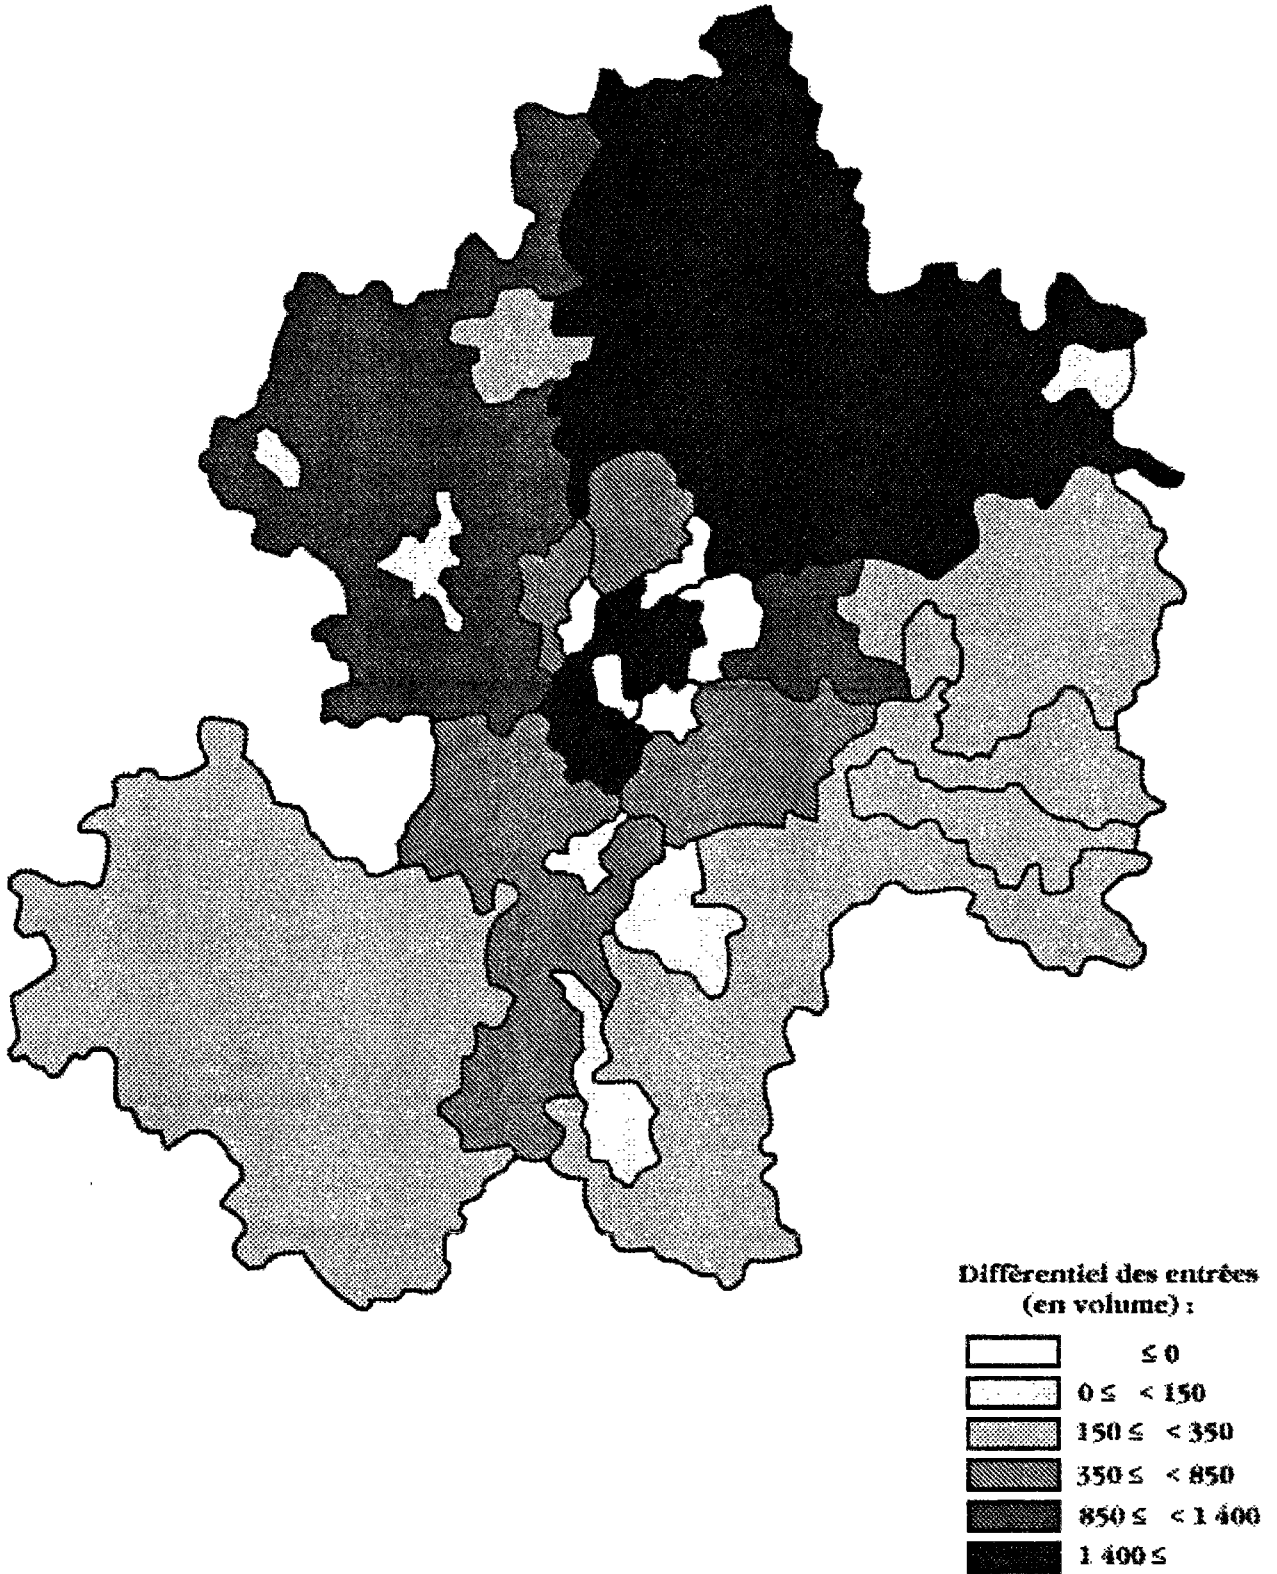 Différentiel des entrées
(en volume) :
≤ 0
0 ≤ < 150
150 ≤ < 350
350 ≤ < 850
850 ≤ < 1 400
1 400 ≤